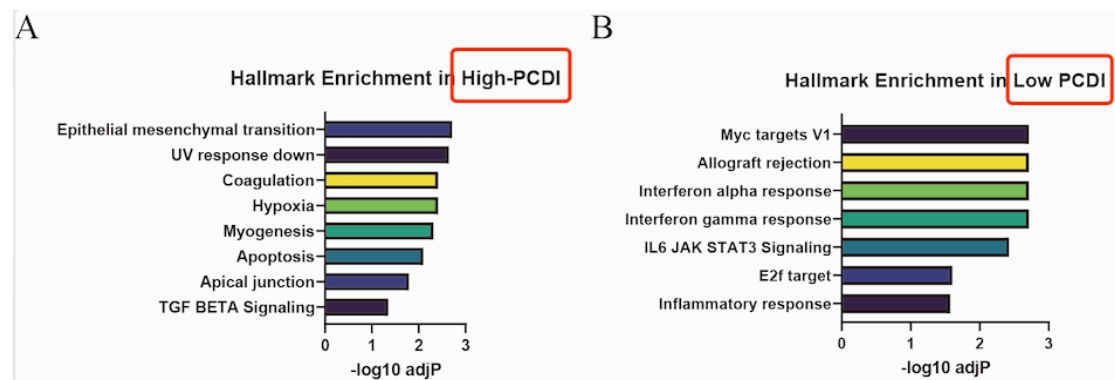 A
Hallmark Enrichment in High-PCDI
Epithelial mesenchymal transition
UV response down
Coagulation
Hypoxia
Myogenesis
Apoptosis
Apical junction
TGF BETA Signaling
0 1 2 3
-log10 adjP
B
Hallmark Enrichment in Low PCDI
Myc targets V1
Allograft rejection
Interferon alpha response
Interferon gamma response
IL6 JAK STAT3 Signaling
E2f target
Inflammatory response
0 1 2 3
-log10 adjP